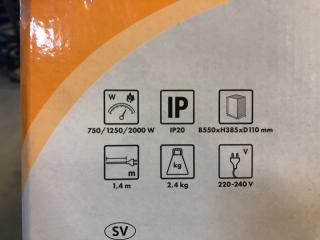 W
IP
750/1250/2000 W
IP20
B550xH385xD110 mm
m
kg
V
1,4 m
2,4 kg
220-240 V
SV